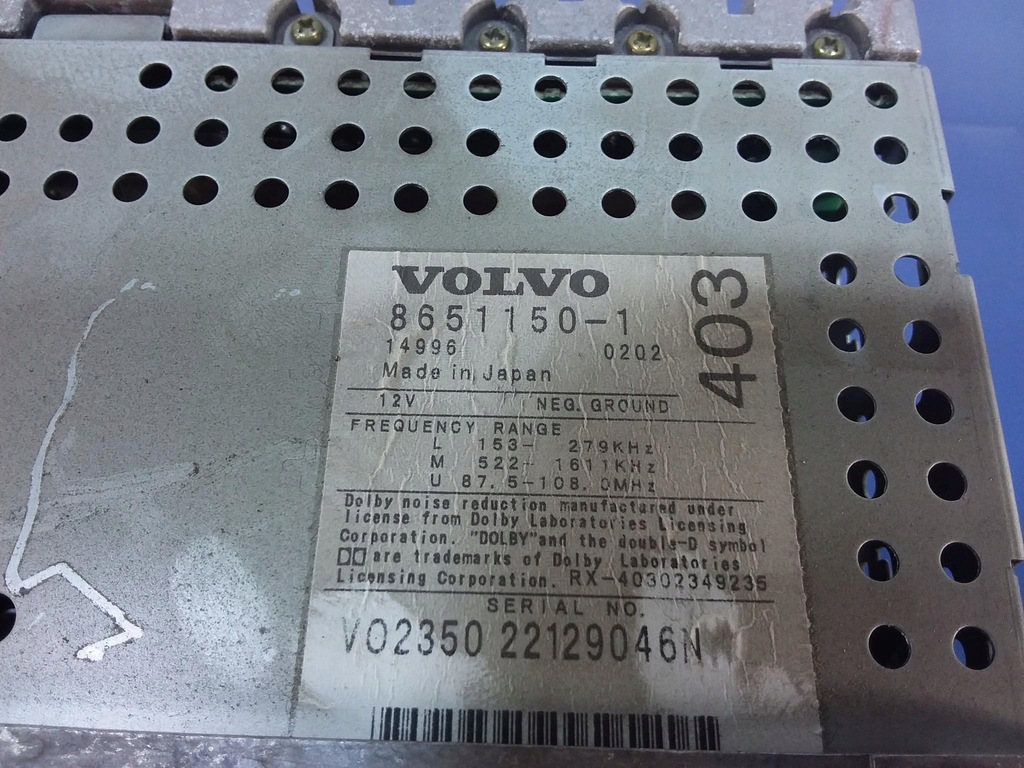 VOLVO
8651150-1
14996 0202
Made in Japan
403
12V NEG. GROUND
FREQUENCY RANGE
L 153- 279KHz
M 522- 1611KHz
U 87.5-108.0MHz
Dolby noise reduction manufactured under
license from Dolby Laboratories Licensing
Corporation. "DOLBY" and the double-D symbol
are trademarks of Dolby Laboratories
Licensing Corporation. RX-40302349235
SERIAL NO.
VO2350 22129046N